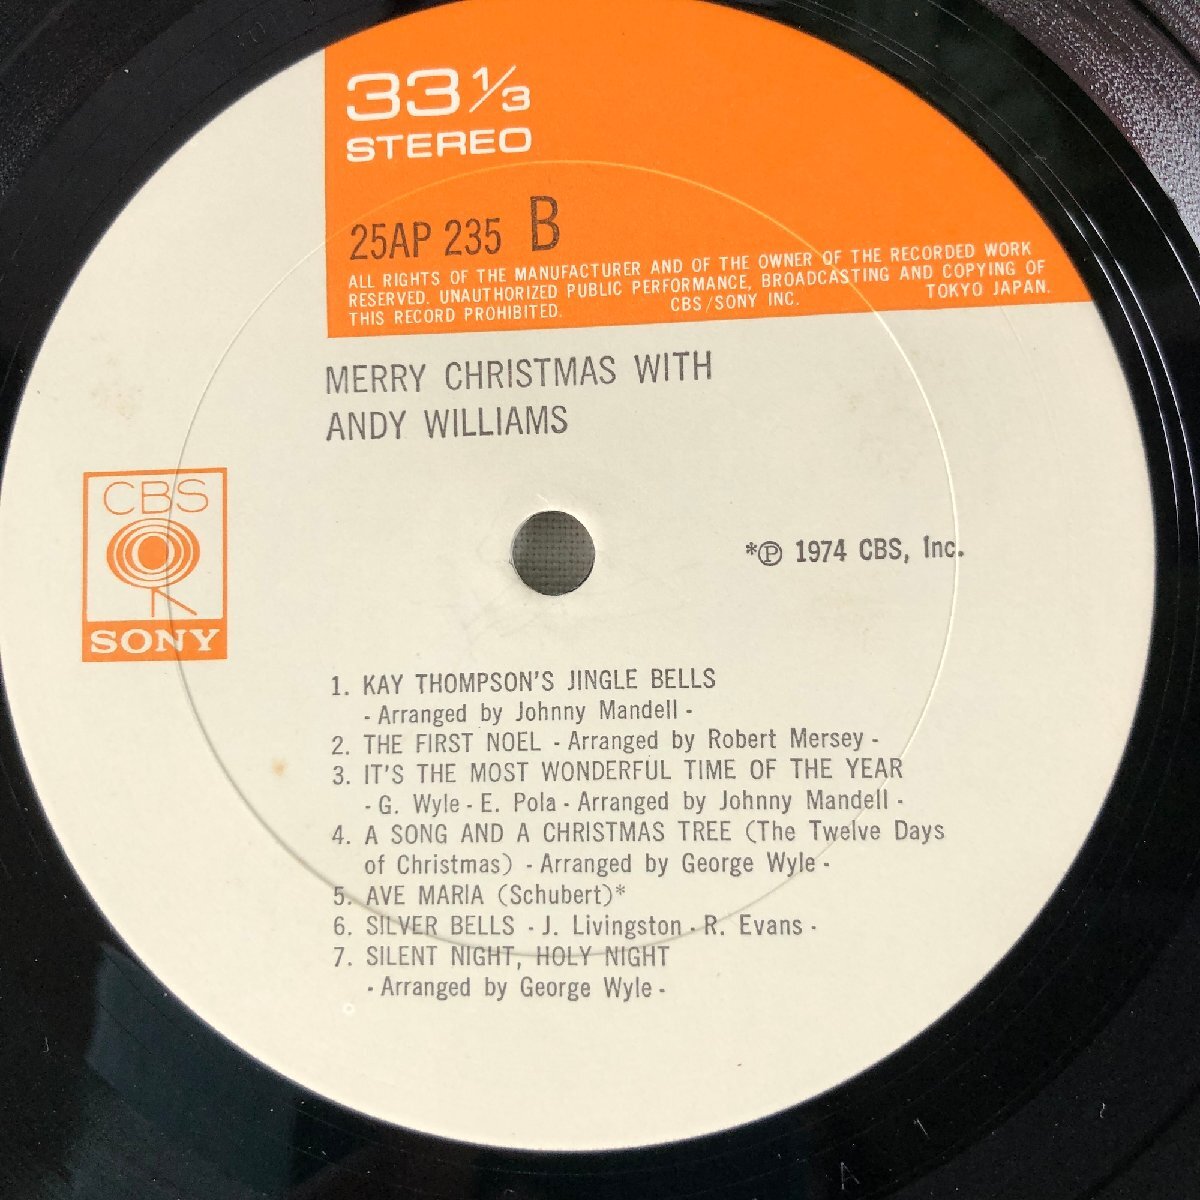 33 1/3
STEREO
25AP 235 B
ALL RIGHTS OF THE MANUFACTURER AND OF THE OWNER OF THE RECORDED WORK
RESERVED. UNAUTHORIZED PUBLIC PERFORMANCE, BROADCASTING AND COPYING OF
THIS RECORD PROHIBITED. CBS/SONY INC. TOKYO JAPAN.
MERRY CHRISTMAS WITH
ANDY WILLIAMS
CBS
SONY
*℗ 1974 CBS, Inc.
1. KAY THOMPSON'S JINGLE BELLS
- Arranged by Johnny Mandell -
2. THE FIRST NOEL - Arranged by Robert Mersey -
3. IT'S THE MOST WONDERFUL TIME OF THE YEAR
- G. Wyle - E. Pola - Arranged by Johnny Mandell -
4. A SONG AND A CHRISTMAS TREE (The Twelve Days
of Christmas) - Arranged by George Wyle -
5. AVE MARIA (Schubert)*
6. SILVER BELLS - J. Livingston - R. Evans -
7. SILENT NIGHT, HOLY NIGHT
- Arranged by George Wyle -